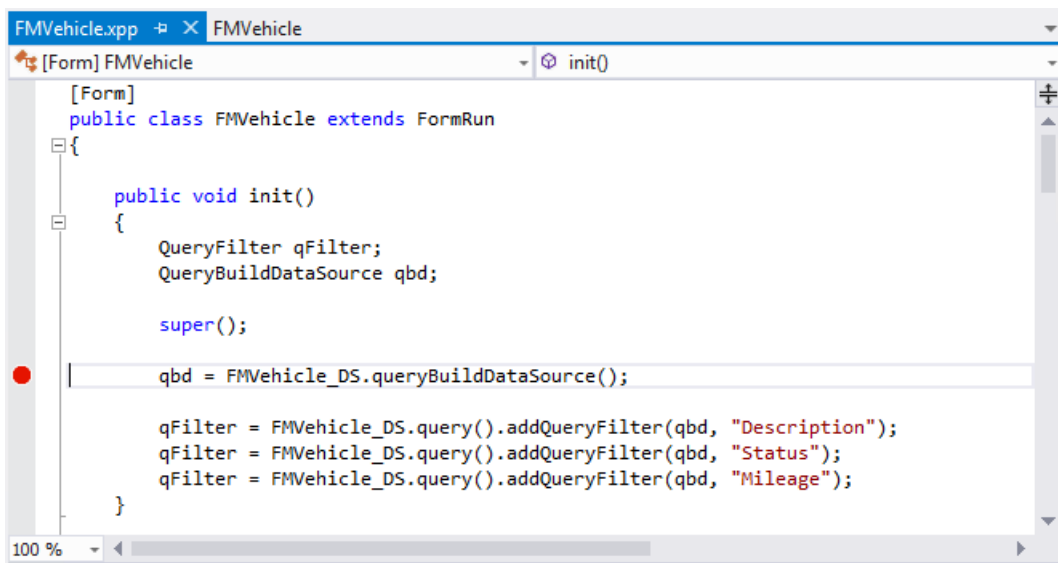 FMVehicle.xpp FMVehicle
[Form] FMVehicle init()
[Form]
public class FMVehicle extends FormRun
{
public void init()
{
QueryFilter qFilter;
QueryBuildDataSource qbd;
super();
qbd = FMVehicle_DS.queryBuildDataSource();
qFilter = FMVehicle_DS.query().addQueryFilter(qbd, "Description");
qFilter = FMVehicle_DS.query().addQueryFilter(qbd, "Status");
qFilter = FMVehicle_DS.query().addQueryFilter(qbd, "Mileage");
}
100 %